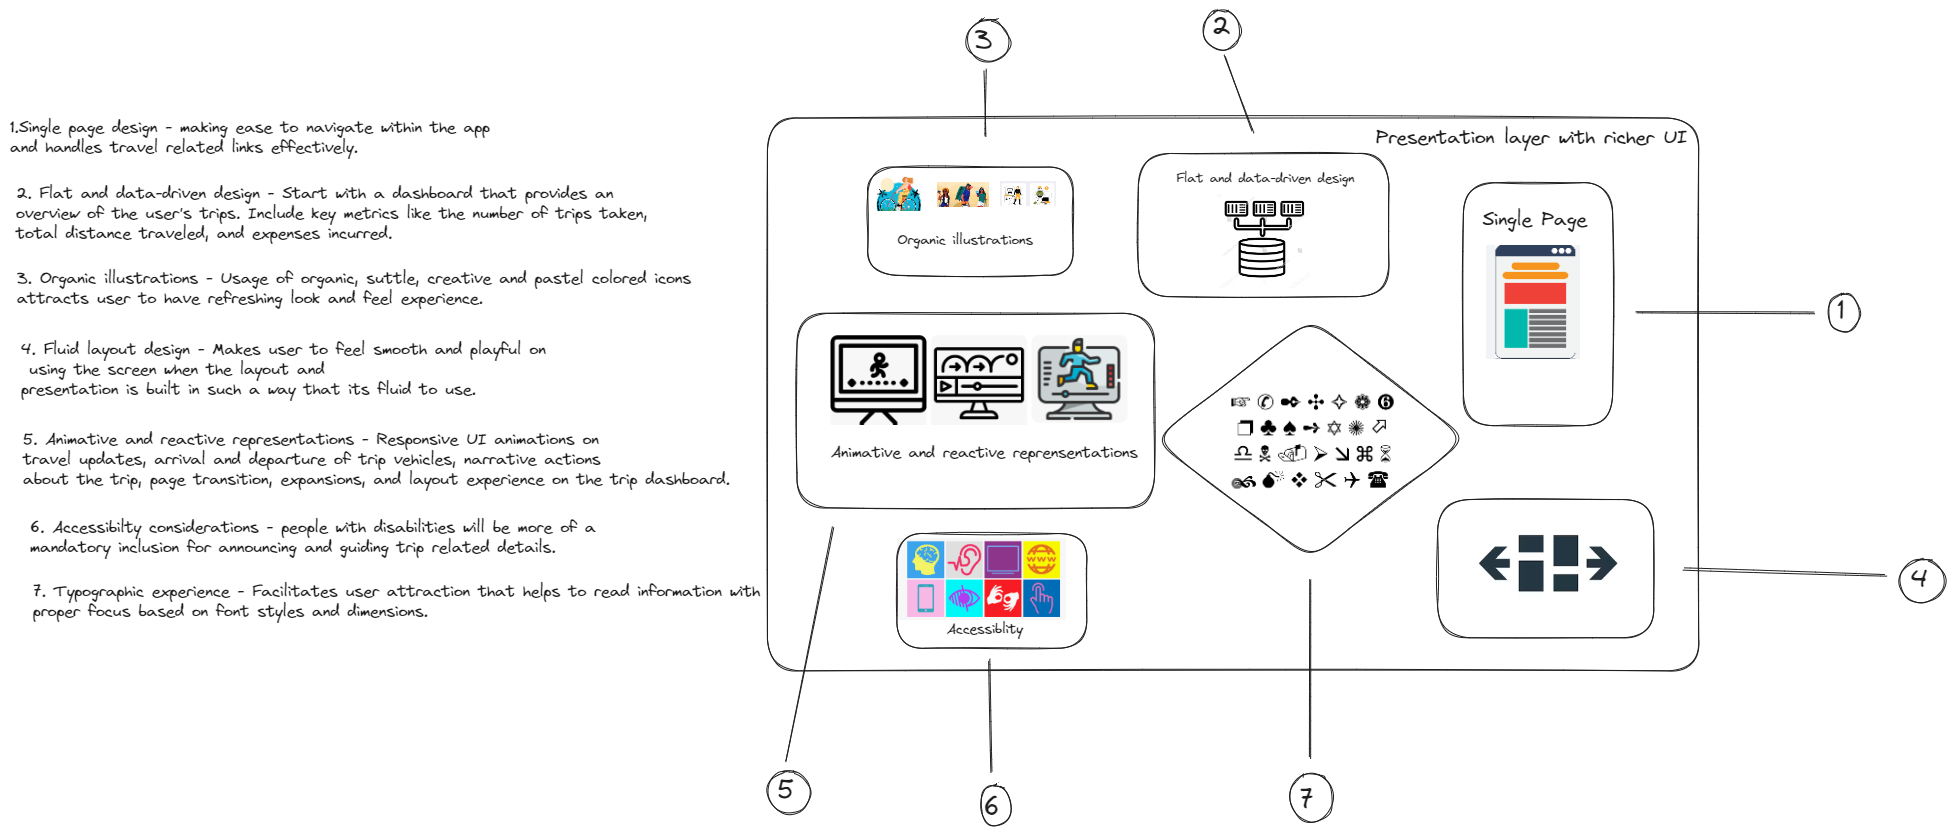 1.Single page design - making ease to navigate within the app
and handles travel related links effectively.
2. Flat and data-driven design - Start with a dashboard that provides an
overview of the user's trips. Include key metrics like the number of trips taken,
total distance traveled, and expenses incurred.
3. Organic illustrations - Usage of organic, suttle, creative and pastel colored icons
attracts user to have refreshing look and feel experience.
4. Fluid layout design - Makes user to feel smooth and playful on
using the screen when the layout and
presentation is built in such a way that its fluid to use.
5. Animative and reactive representations - Responsive UI animations on
travel updates, arrival and departure of trip vehicles, narrative actions
about the trip, page transition, expansions, and layout experience on the trip dashboard.
6. Accessibilty considerations - people with disabilities will be more of a
mandatory inclusion for announcing and guiding trip related details.
7. Typographic experience - Facilitates user attraction that helps to read information with
proper focus based on font styles and dimensions.
3
2
Presentation layer with richer UI
Organic illustrations
Flat and data-driven design
Single Page
1
Animative and reactive reprensentations
6
WWW
Accessiblity
4
5
6
7